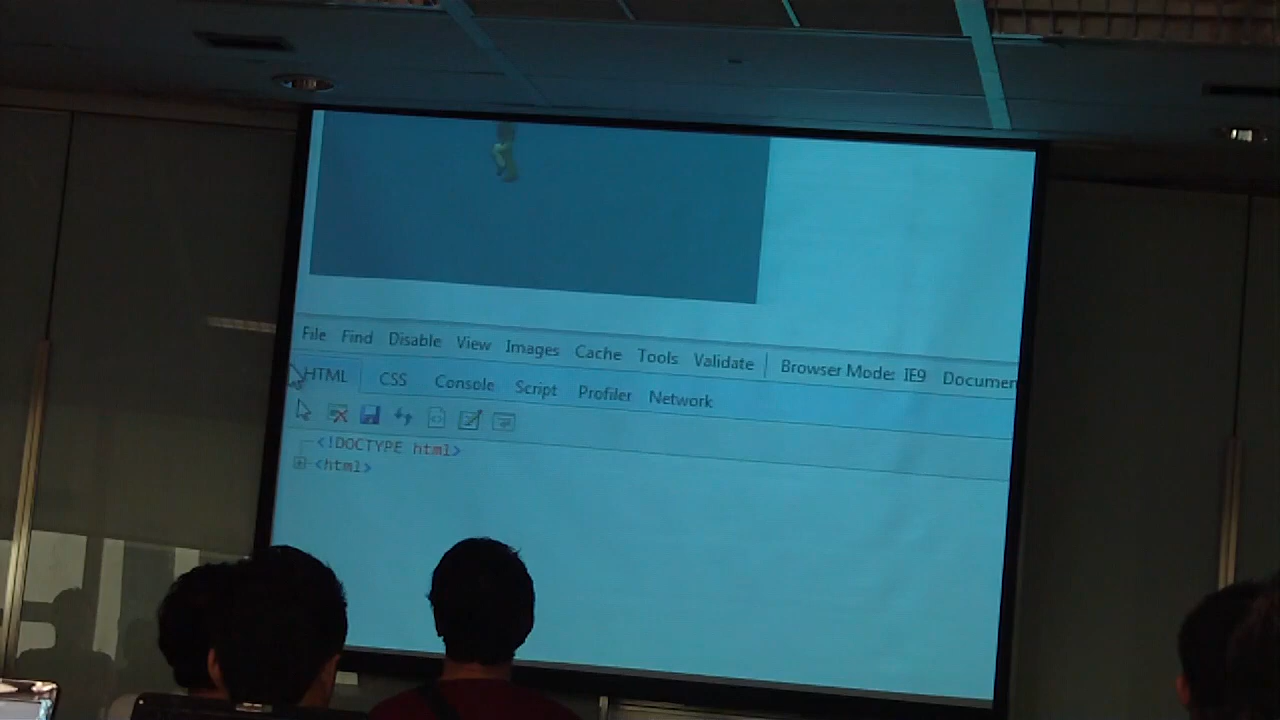 File Find Disable View Images Cache Tools Validate Browser Mode: IE9 Documen
HTML CSS Console Script Profiler Network
<!DOCTYPE html>
<html>